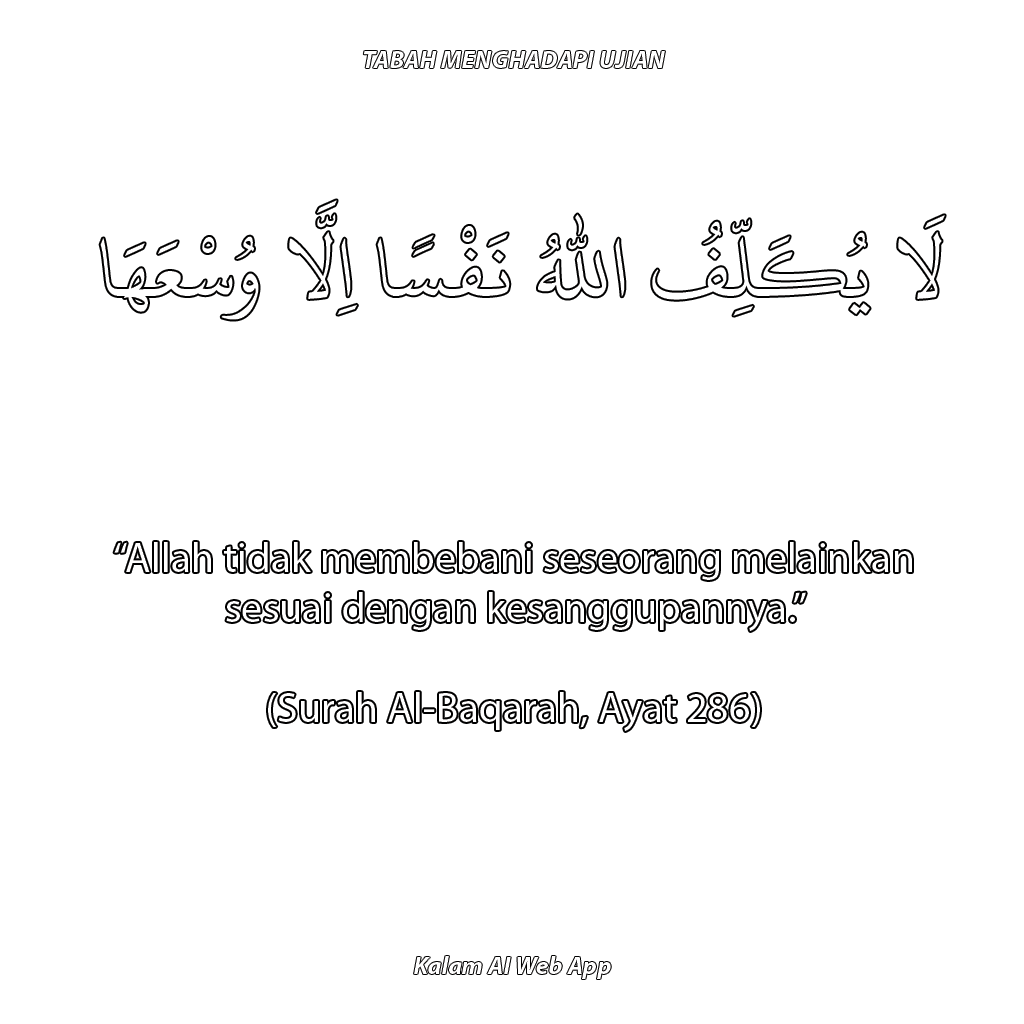 TABAH MENGHADAPI UJIAN
لَا يُكَلِّفُ اللّٰهُ نَفْسًا اِلَّا وُسْعَهَا
“Allah tidak membebani seseorang melainkan
sesuai dengan kesanggupannya.”
(Surah Al-Baqarah, Ayat 286)
Kalam AI Web App